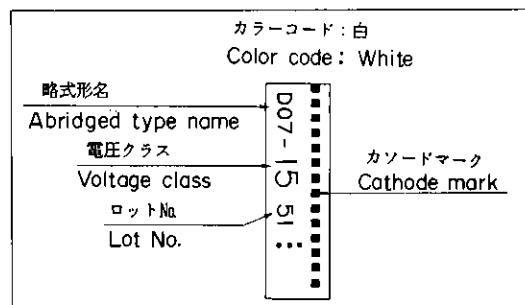 カラーコード：白
Color code: White
略式形名
Abridged type name
電圧クラス
Voltage class
ロットNo.
Lot No.
D07-15 51
カソードマーク
Cathode mark